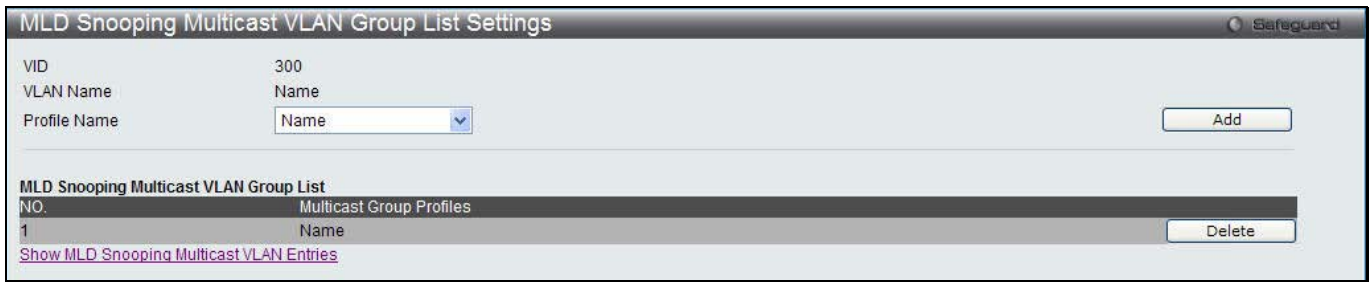 MLD Snooping Multicast VLAN Group List Settings Safeguard
VID 300
VLAN Name Name
Profile Name Name Add
MLD Snooping Multicast VLAN Group List
NO. Multicast Group Profiles
1 Name Delete
Show MLD Snooping Multicast VLAN Entries